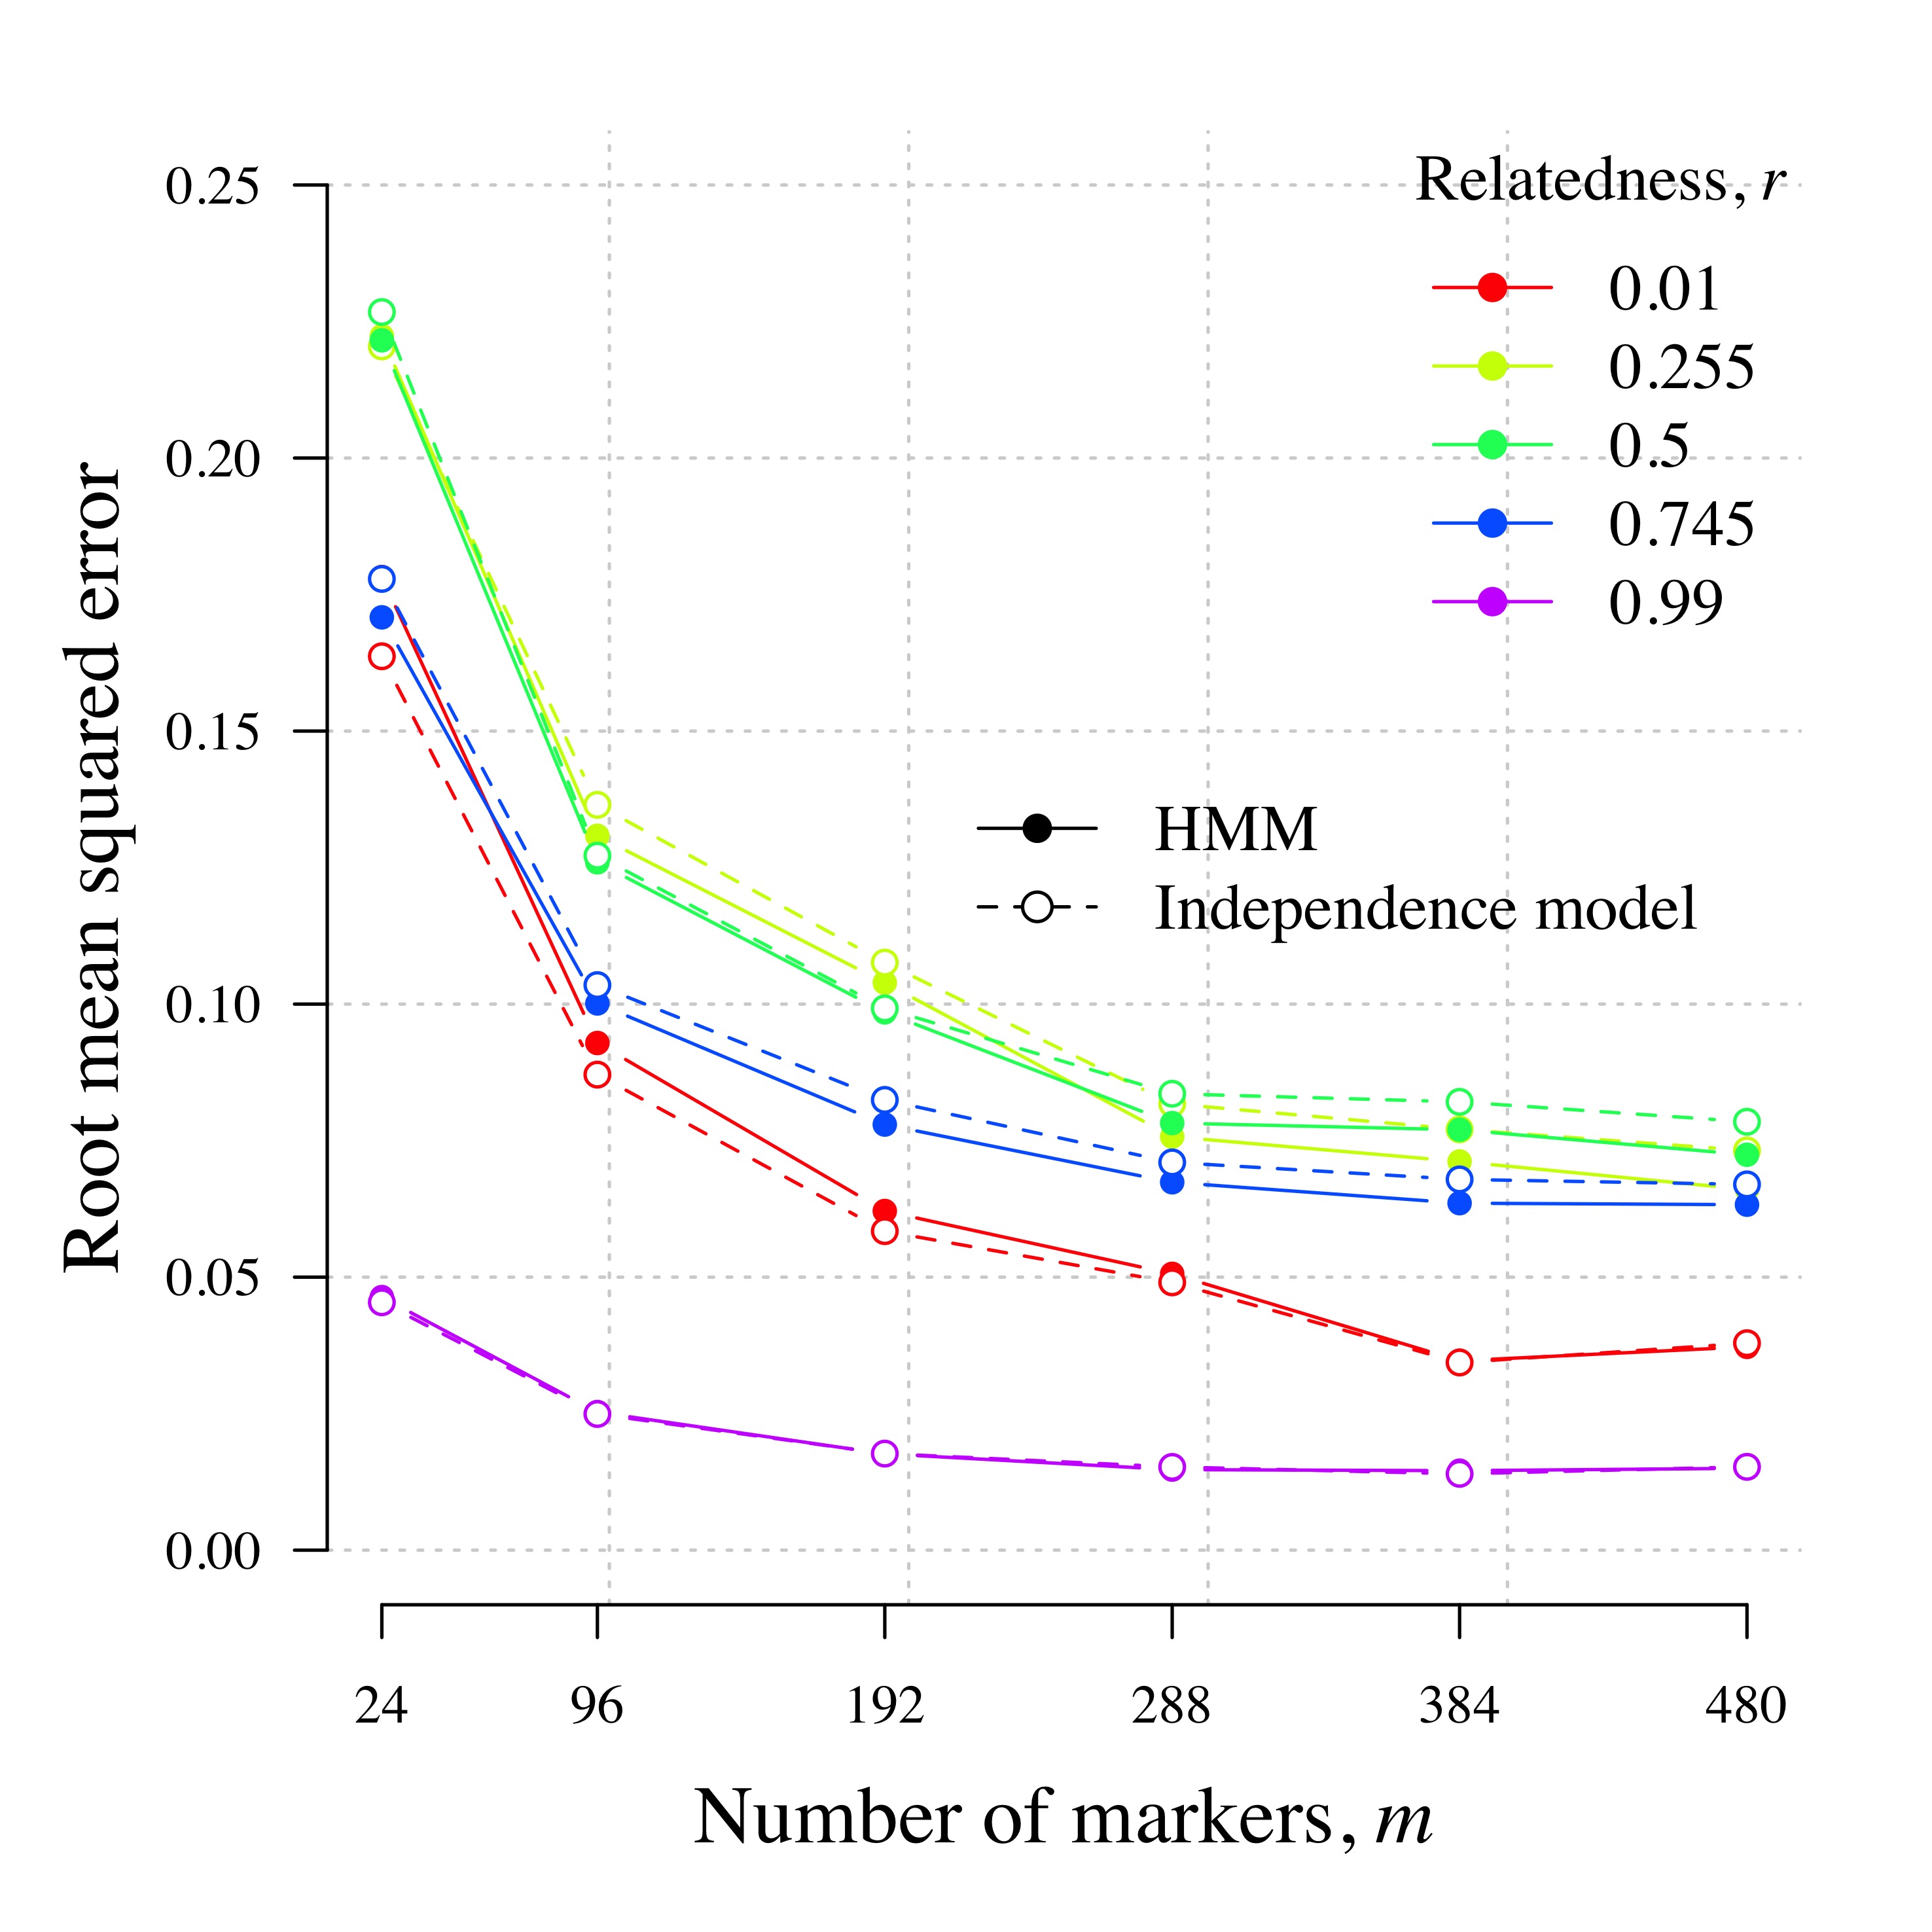 Root mean squared error
0.25
0.20
0.15
0.10
0.05
0.00
Relatedness, r
0.01
0.255
0.5
0.745
0.99
HMM
Independence model
24 96 192 288 384 480
Number of markers, m